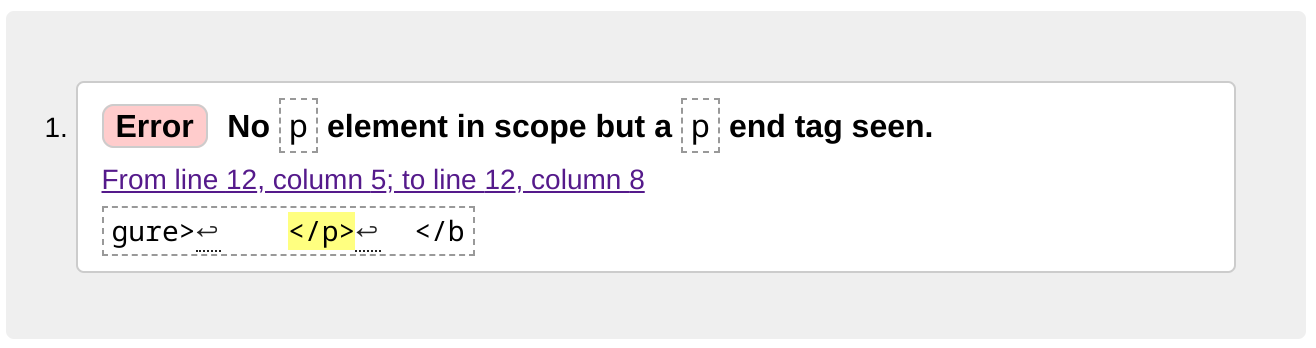 1. Error No p element in scope but a p end tag seen.
From line 12, column 5; to line 12, column 8
gure>↩    </p>↩  </b